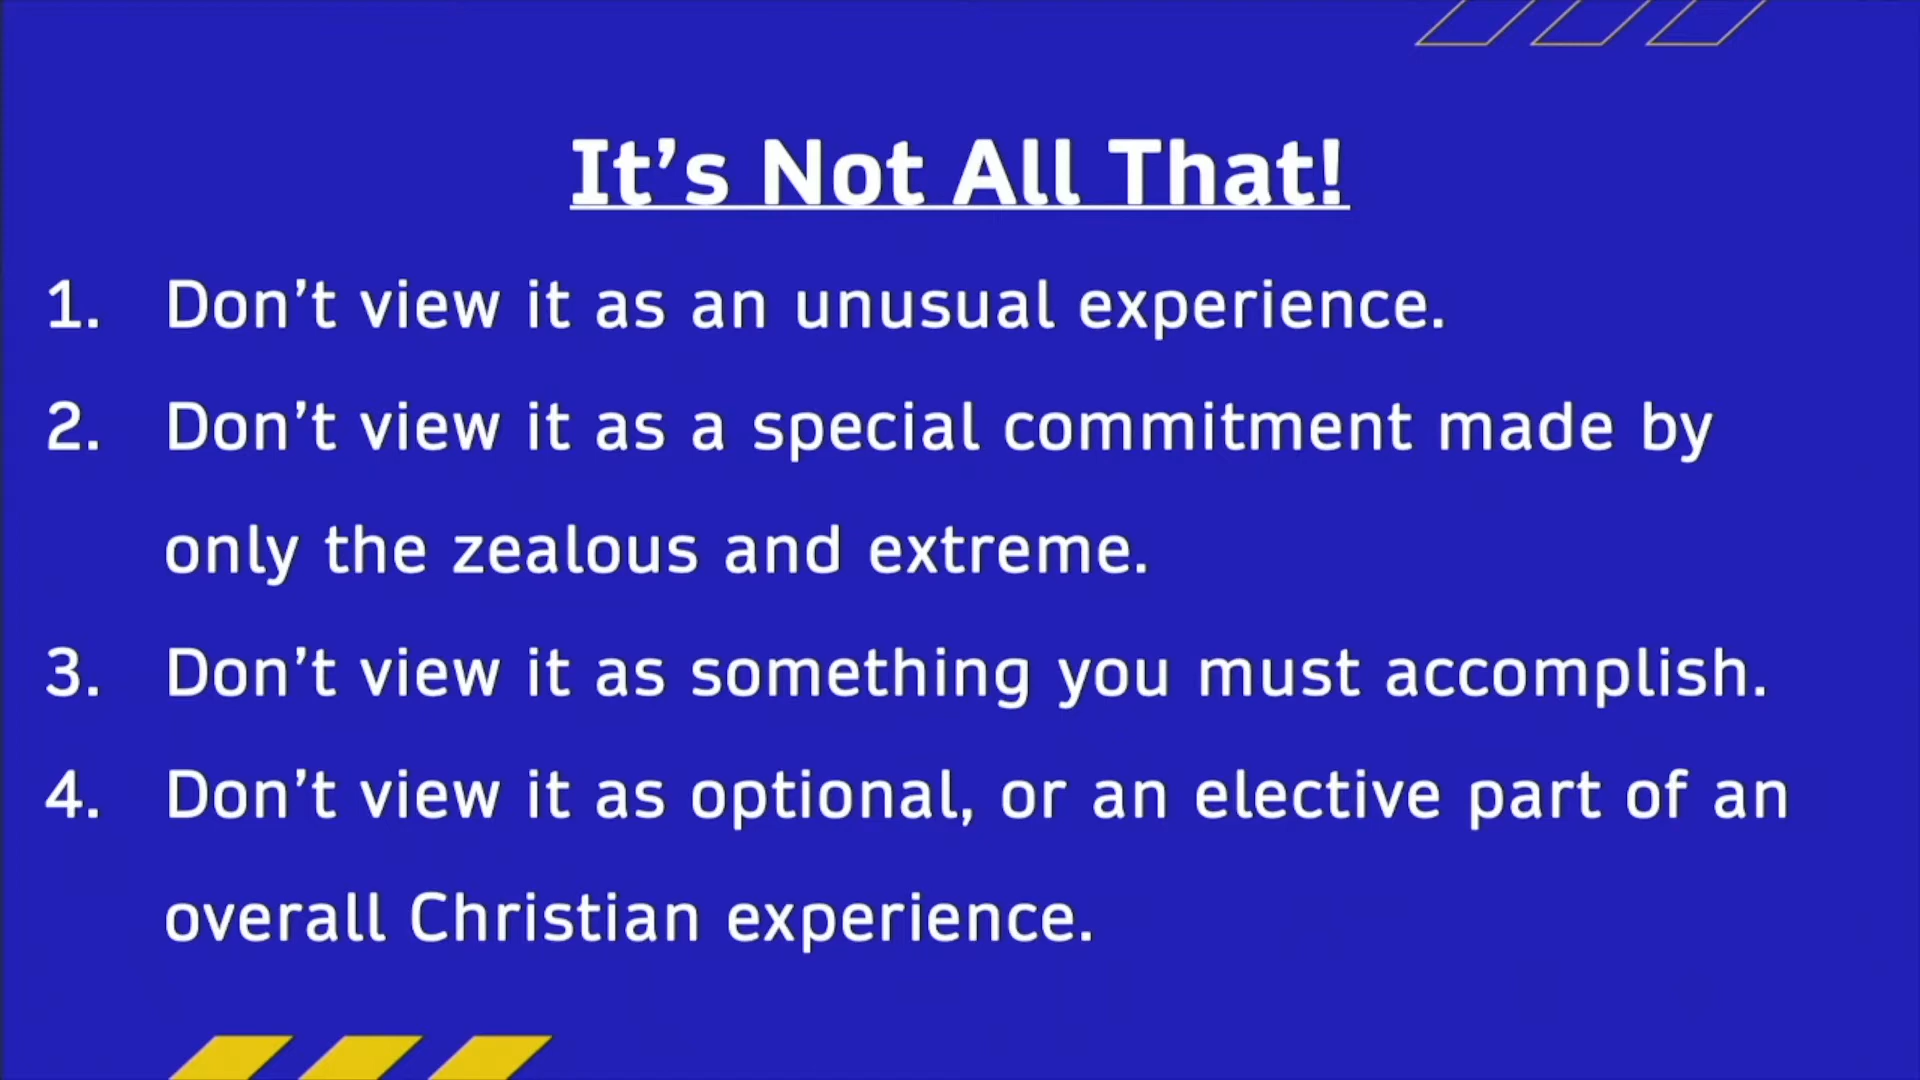 It’s Not All That!
1. Don’t view it as an unusual experience.
2. Don’t view it as a special commitment made by
only the zealous and extreme.
3. Don’t view it as something you must accomplish.
4. Don’t view it as optional, or an elective part of an
overall Christian experience.